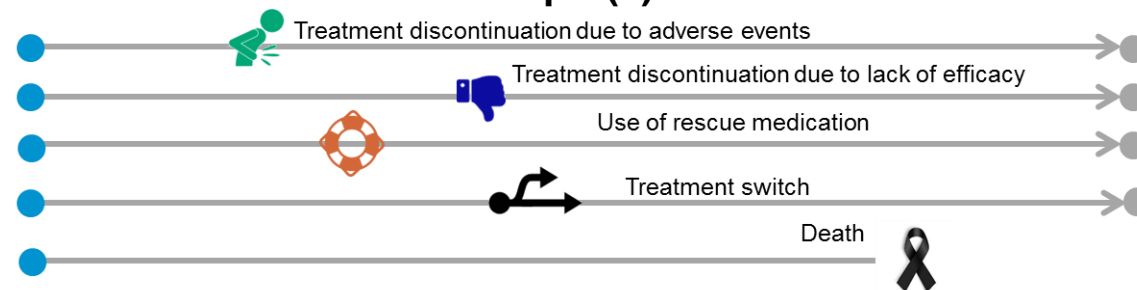 Treatment discontinuation due to adverse events
Treatment discontinuation due to lack of efficacy
Use of rescue medication
Treatment switch
Death